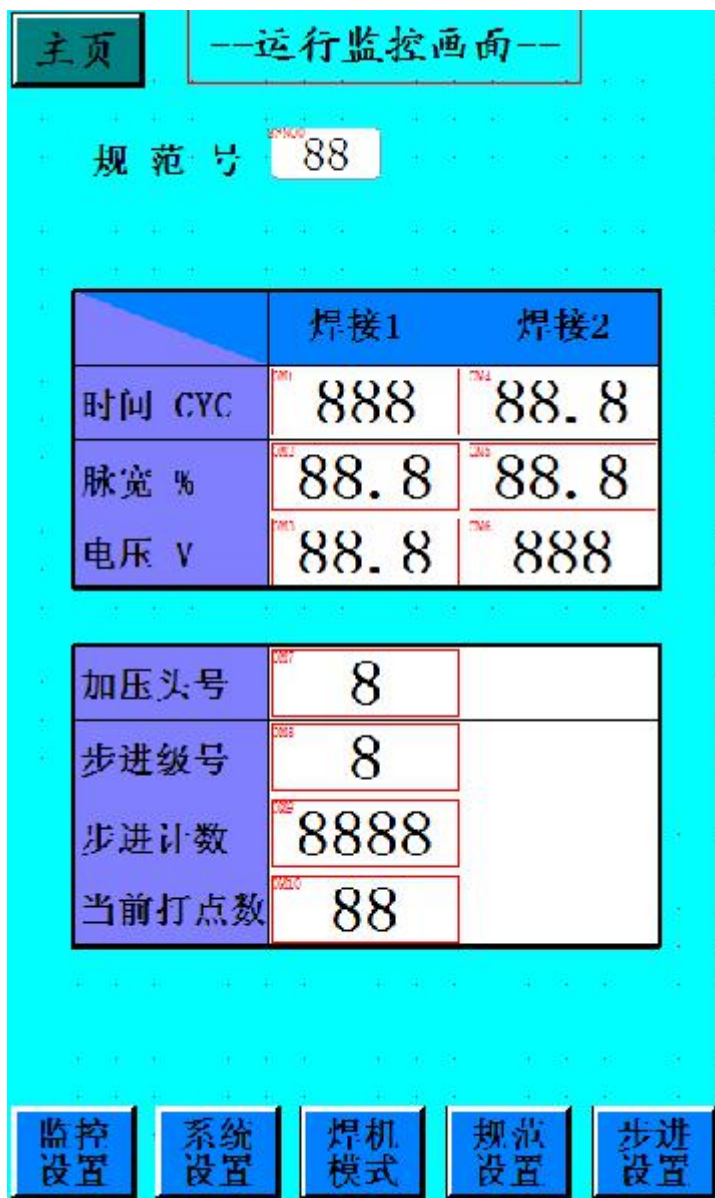 主页
--运行监控画面--
规范号 88
焊接1 焊接2
时间 CYC 888 88.8
脉宽 % 88.8 88.8
电压 V 88.8 888
加压头号 8
步进级号 8
步进计数 8888
当前打点数 88
监控设置 系统设置 焊机模式 规范设置 步进设置